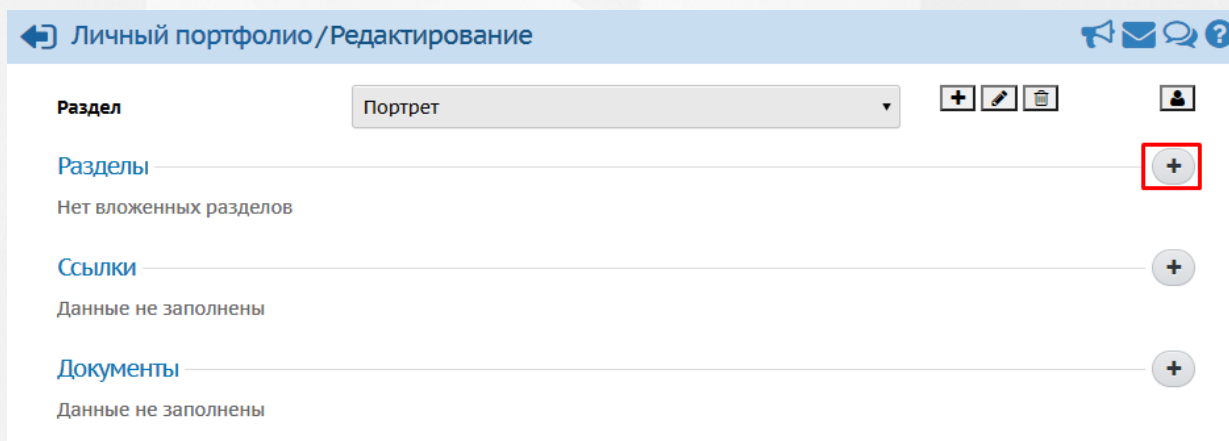 Личный портфолио/Редактирование
Раздел Портрет
Разделы
Нет вложенных разделов
Ссылки
Данные не заполнены
Документы
Данные не заполнены